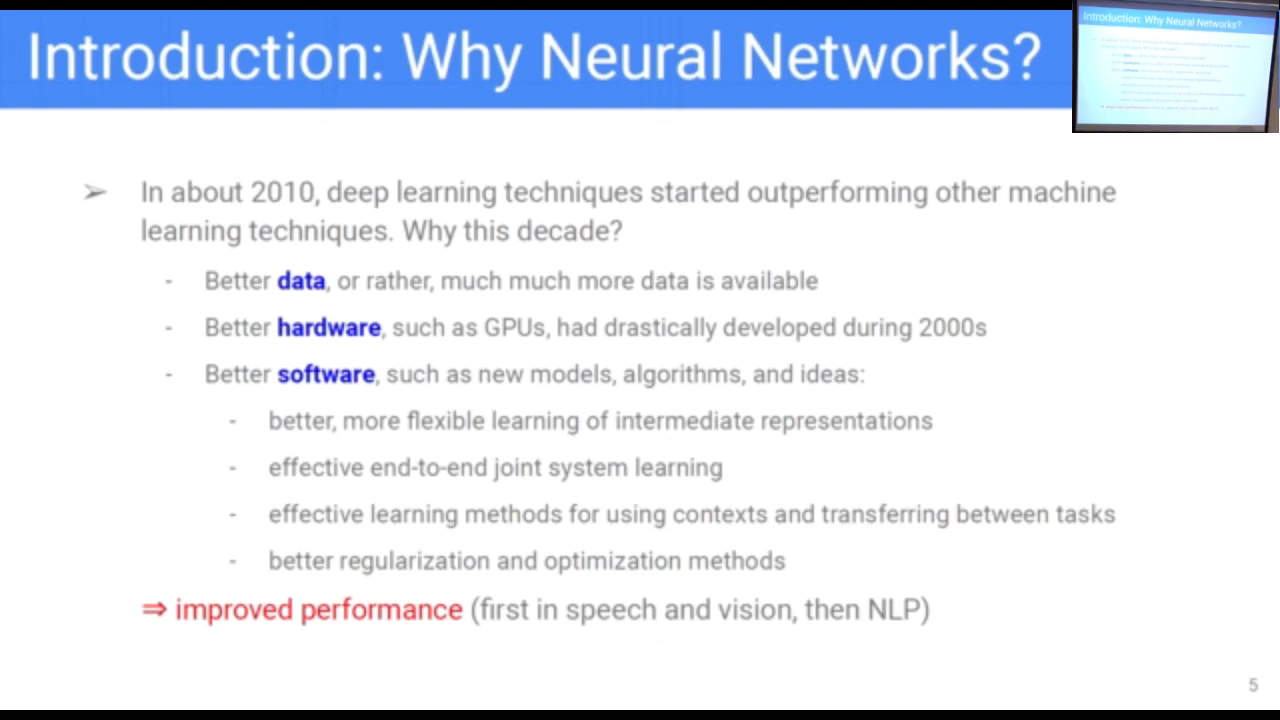 Introduction: Why Neural Networks?
Introduction: Why Neural Networks?
➢ In about 2010, deep learning techniques started outperforming other machine
learning techniques. Why this decade?
- Better data, or rather, much much more data is available
- Better hardware, such as GPUs, had drastically developed during 2000s
- Better software, such as new models, algorithms, and ideas:
- better, more flexible learning of intermediate representations
- effective end-to-end joint system learning
- effective learning methods for using contexts and transferring between tasks
- better regularization and optimization methods
⇒ improved performance (first in speech and vision, then NLP)
5